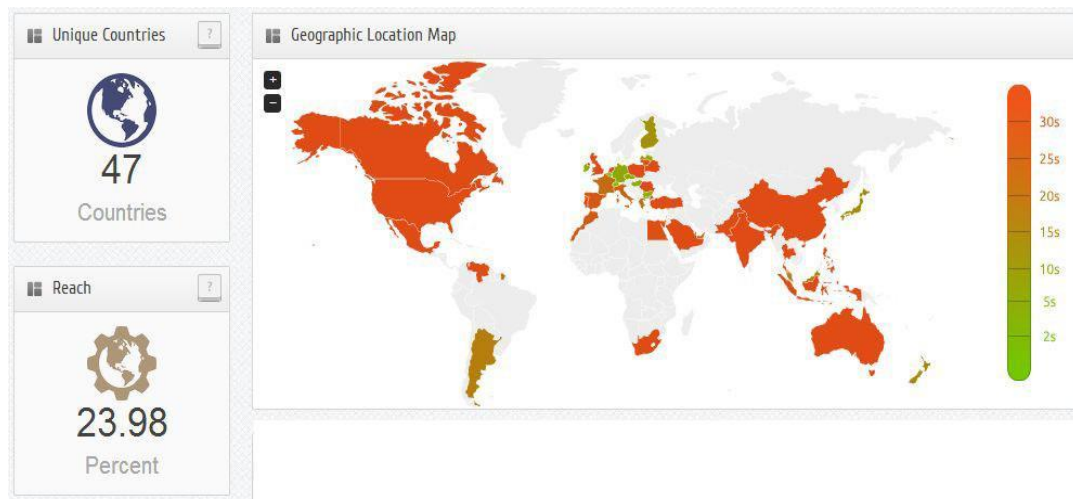 Unique Countries
?
47
Countries
Reach
?
23.98
Percent
Geographic Location Map
+
−
30s
25s
20s
15s
10s
5s
2s